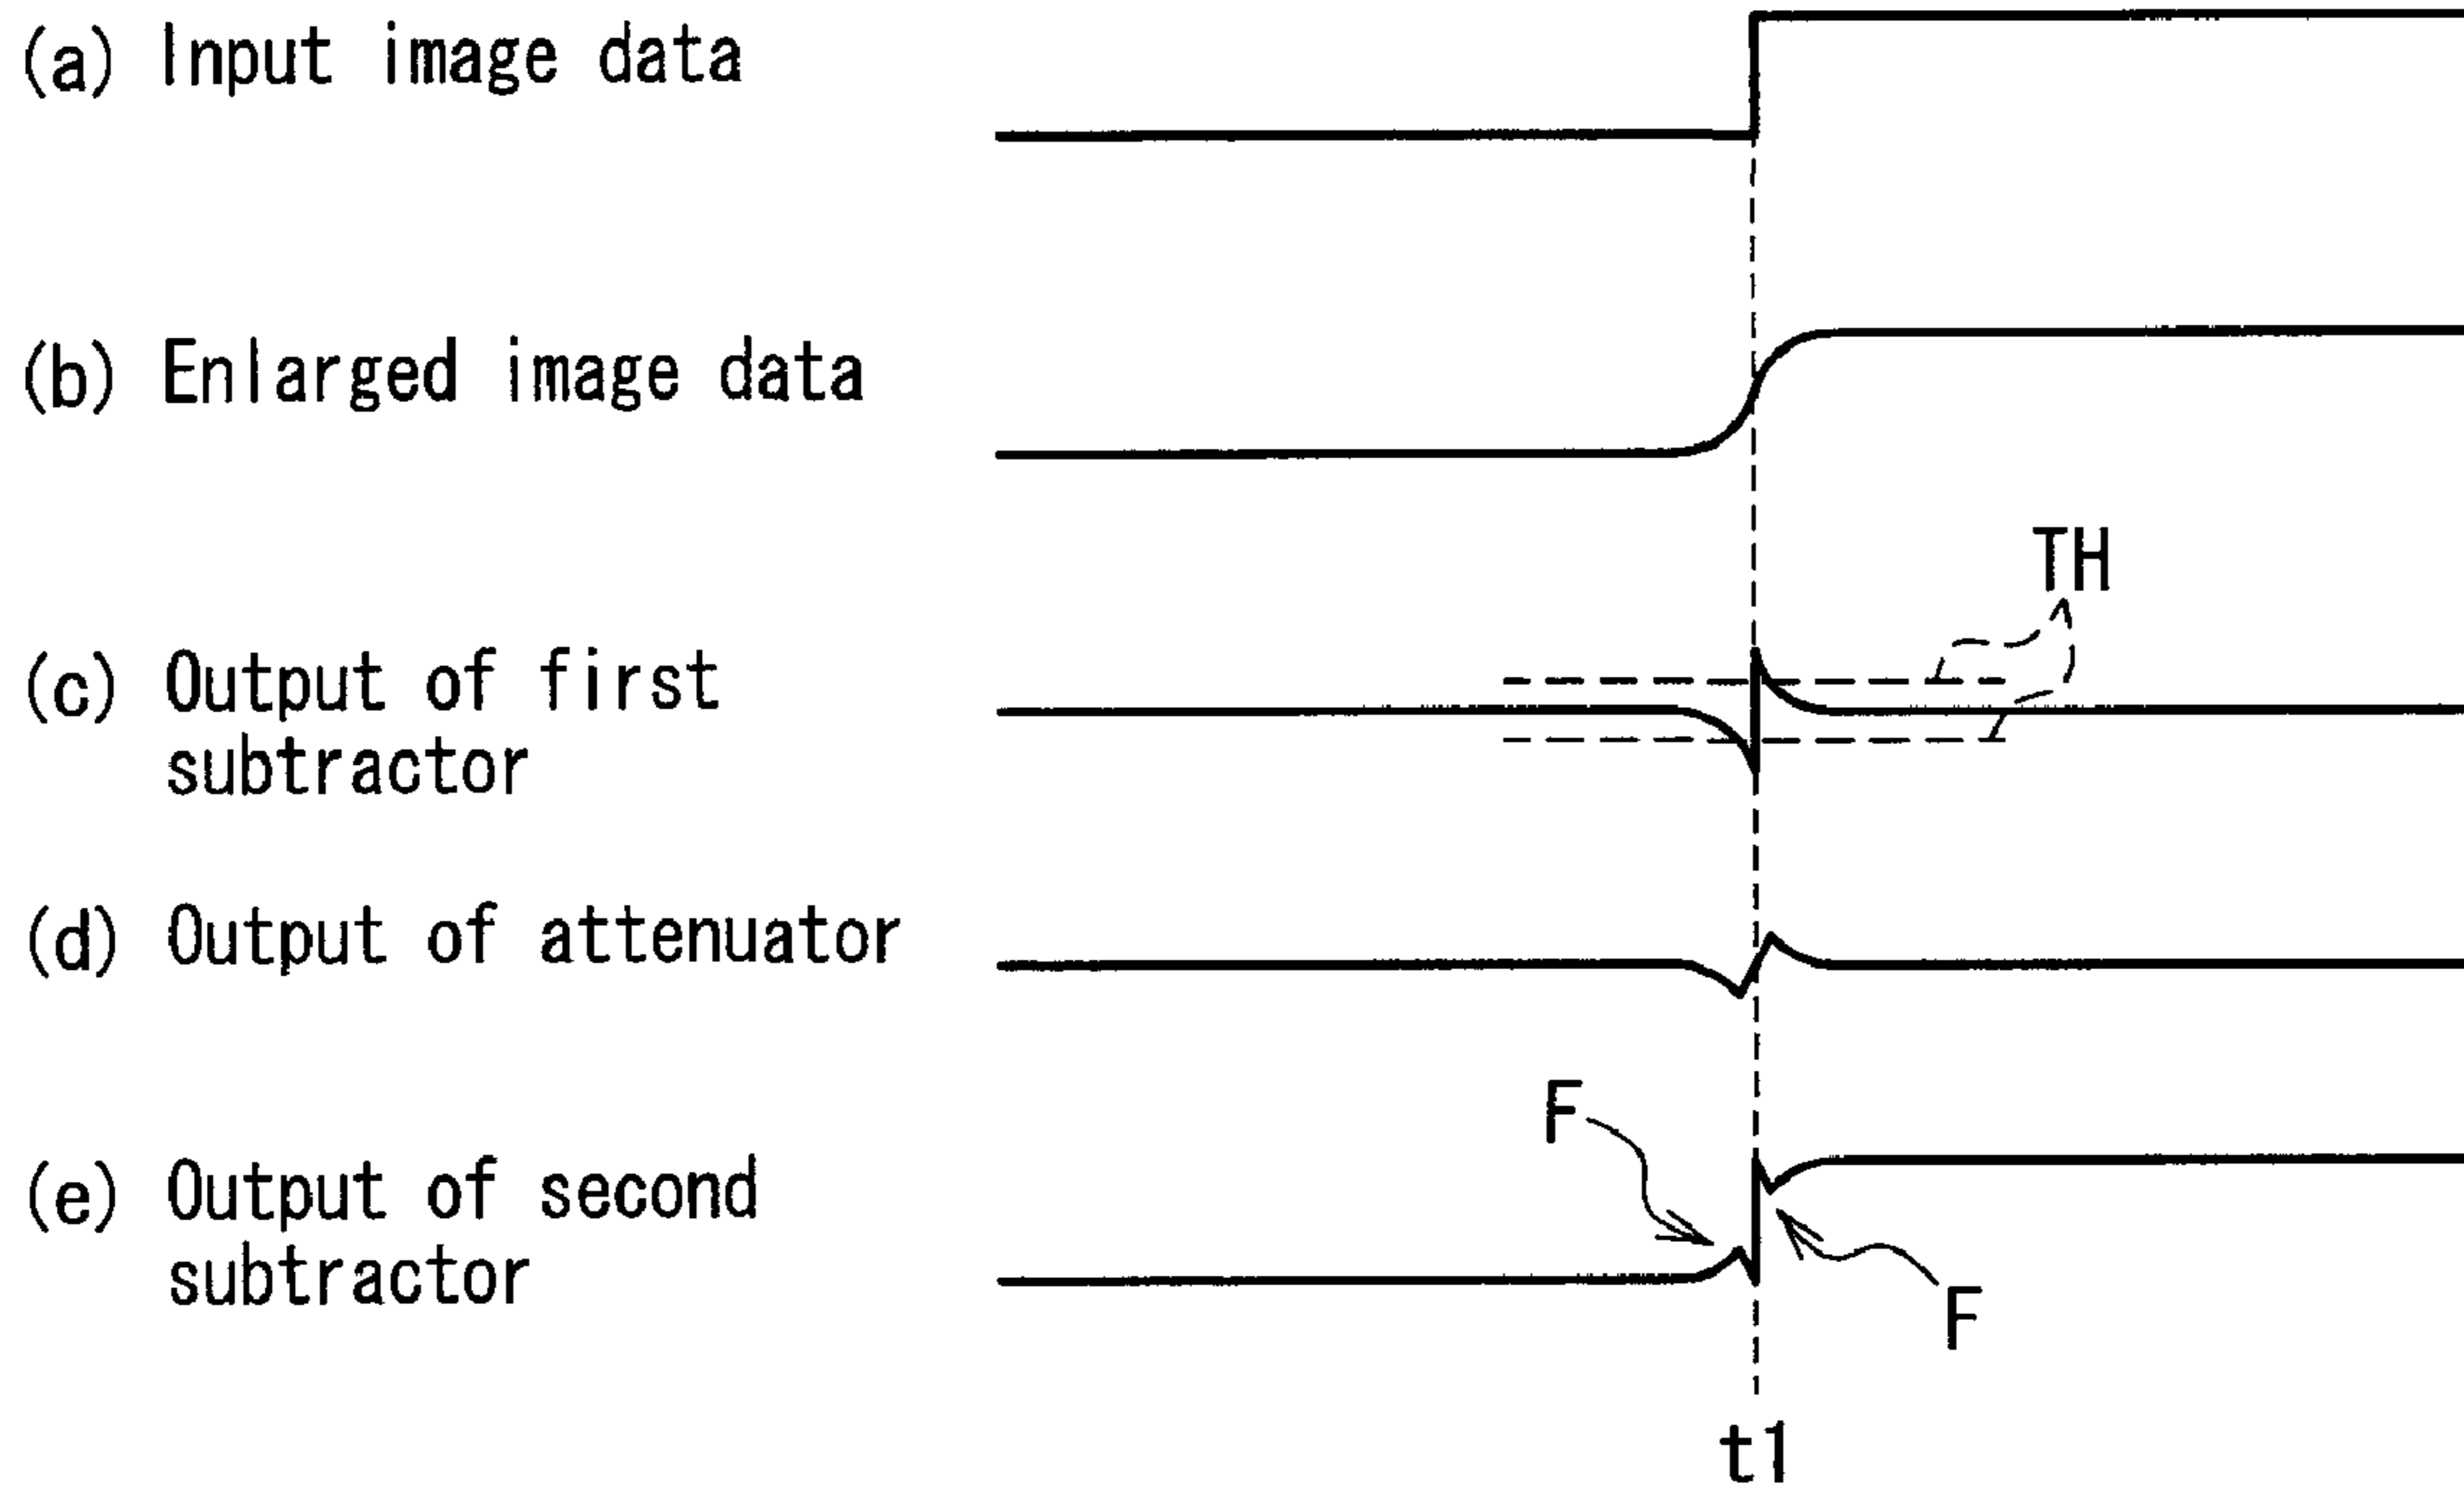 (a) Input image data
(b) Enlarged image data
TH
(c) Output of first
subtractor
(d) Output of attenuator
F
(e) Output of second
subtractor
F
t1